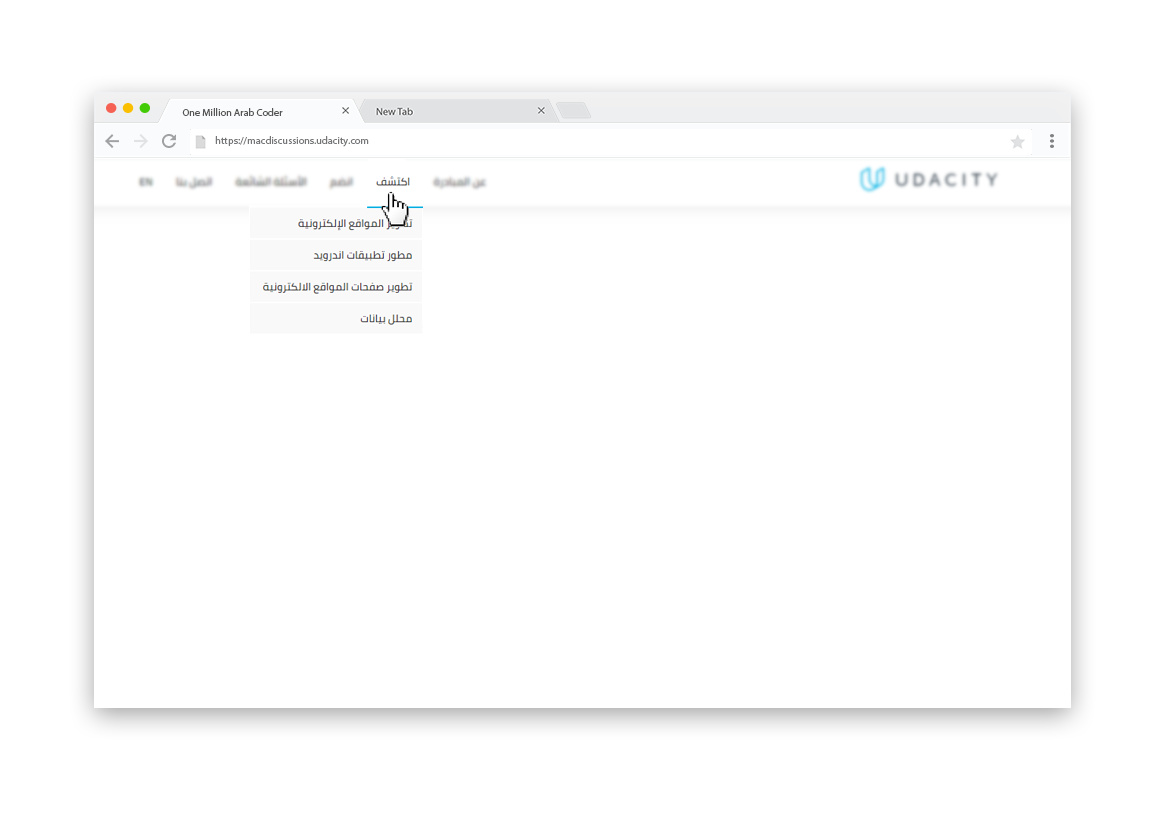 One Million Arab Coder
New Tab
https://macdiscussions.udacity.com
UDACITY
عن المبادرة
اكتشف
انضم
الأسئلة الشائعة
اتصل بنا
EN
تطوير المواقع الإلكترونية
مطور تطبيقات اندرويد
تطوير صفحات المواقع الالكترونية
محلل بيانات